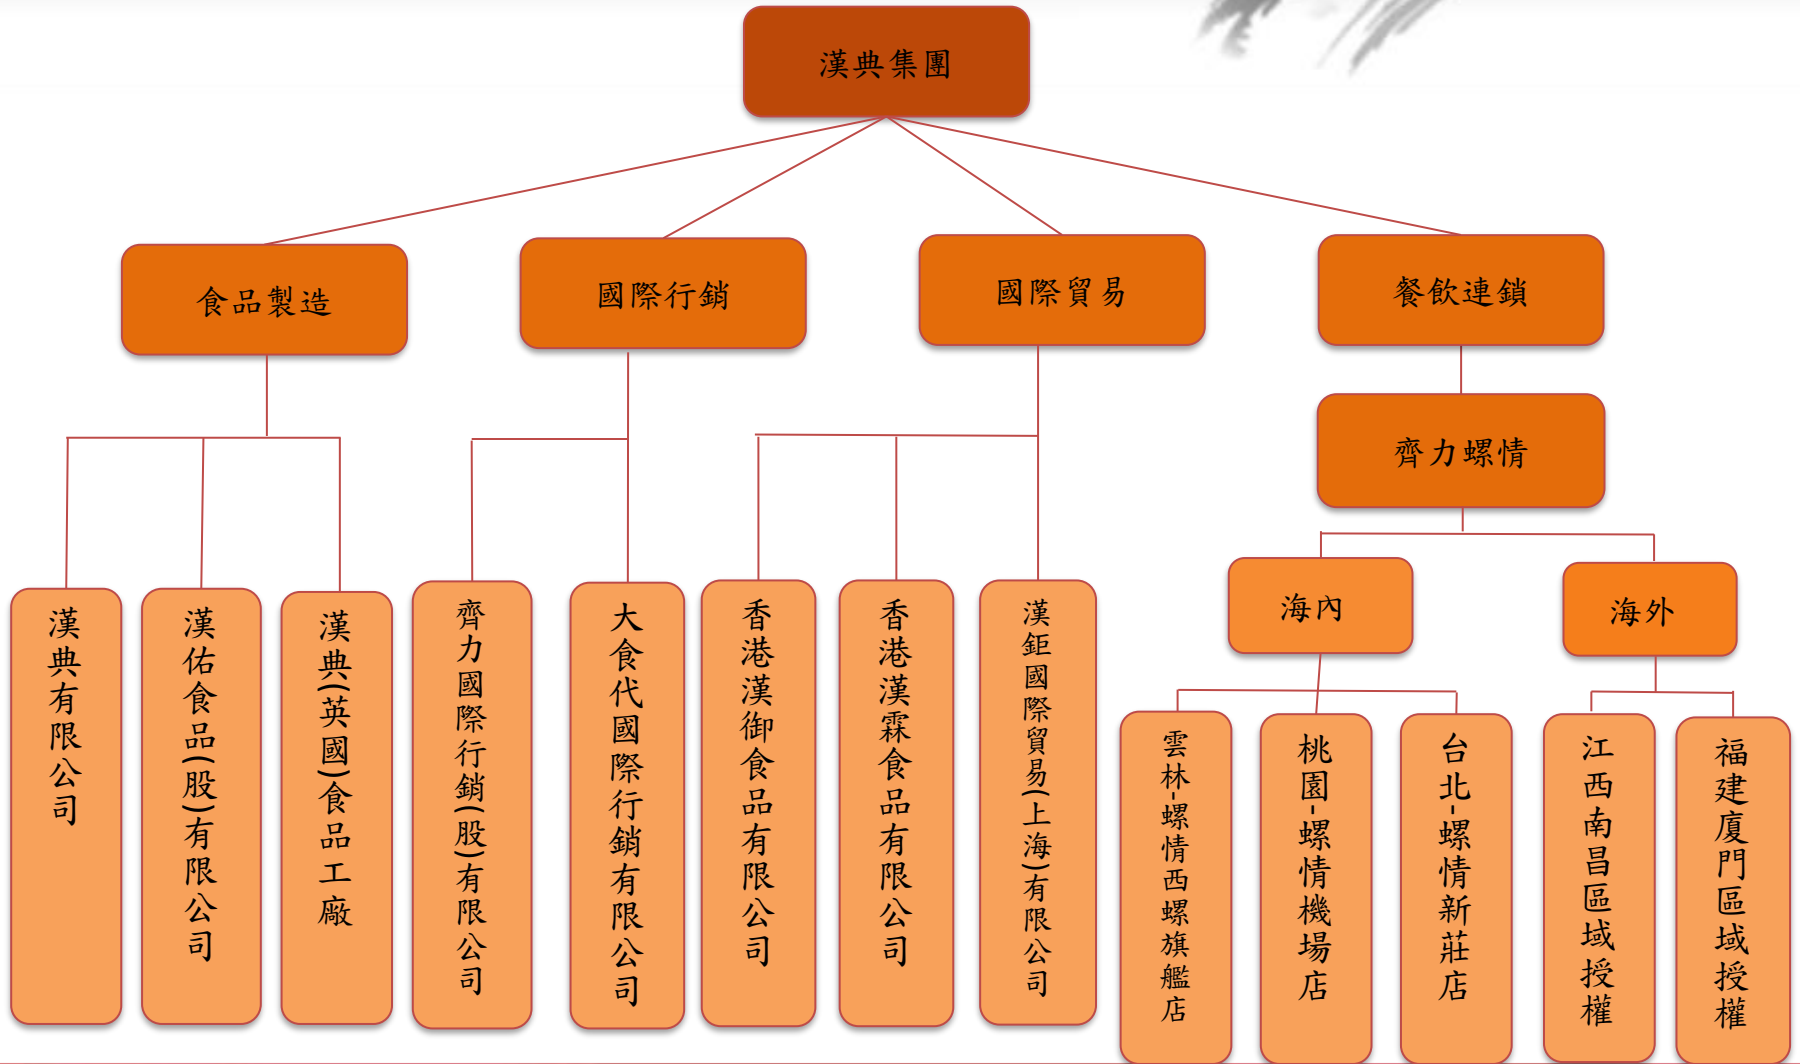 漢典集團
食品製造
國際行銷
國際貿易
餐飲連鎖
齊力螺情
海內
海外
漢典有限公司
漢佑食品(股)有限公司
漢典(英國)食品工廠
齊力國際行銷(股)有限公司
大食代國際行銷有限公司
香港漢御食品有限公司
香港漢霖食品有限公司
漢鉅國際貿易(上海)有限公司
雲林-螺情西螺旗艦店
桃園-螺情機場店
台北-螺情新莊店
江西南昌區域授權
福建廈門區域授權